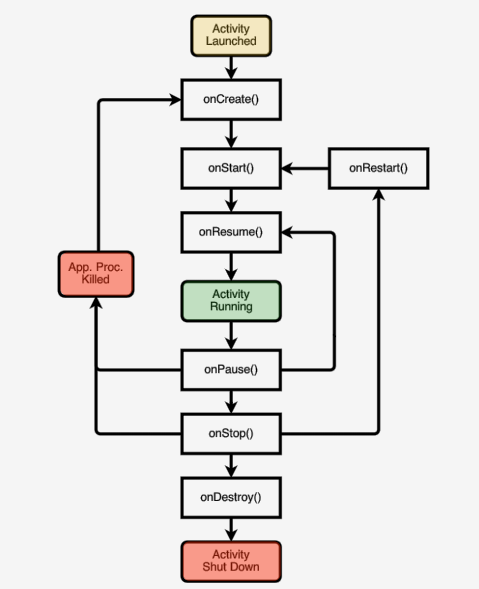 Activity
Launched
onCreate()
onStart()
onRestart()
onResume()
App. Proc.
Killed
Activity
Running
onPause()
onStop()
onDestroy()
Activity
Shut Down